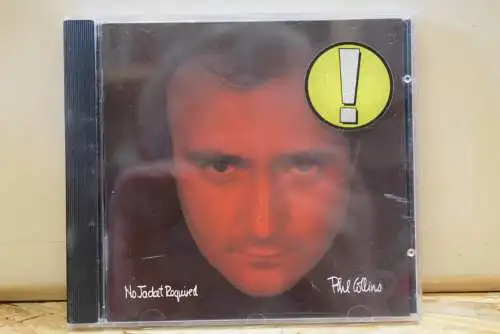 !
No Jacket Required
Phil Collins